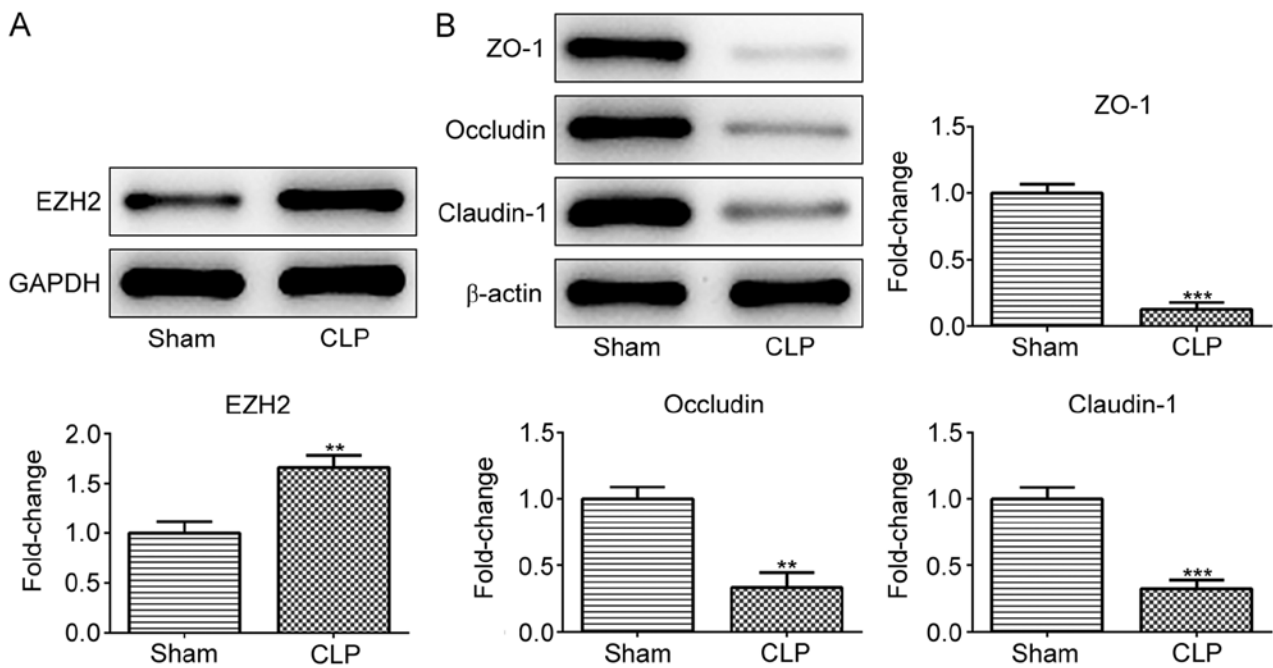 A
EZH2
GAPDH
Sham CLP
B
ZO-1
Occludin
Claudin-1
β-actin
Sham CLP
ZO-1
Fold-change
1.5
1.0
0.5
0.0
***
Sham CLP
EZH2
Fold-change
2.0
1.5
1.0
0.5
0.0
**
Sham CLP
Occludin
Fold-change
1.5
1.0
0.5
0.0
**
Sham CLP
Claudin-1
Fold-change
1.5
1.0
0.5
0.0
***
Sham CLP